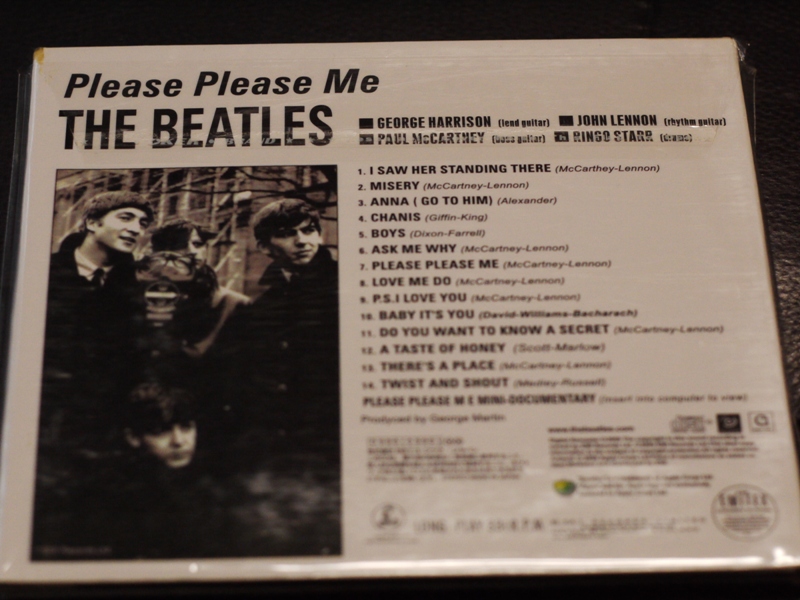 Please Please Me
THE BEATLES
GEORGE HARRISON (lead guitar) JOHN LENNON (rhythm guitar)
PAUL McCARTNEY (bass guitar) RINGO STARR (drums)
1. I SAW HER STANDING THERE (McCarthey-Lennon)
2. MISERY (McCartney-Lennon)
3. ANNA ( GO TO HIM) (Alexander)
4. CHANIS (Giffin-King)
5. BOYS (Dixon-Farrell)
6. ASK ME WHY (McCartney-Lennon)
7. PLEASE PLEASE ME (McCartney-Lennon)
8. LOVE ME DO (McCartney-Lennon)
9. P.S.I LOVE YOU (McCartney-Lennon)
10. BABY IT'S YOU (David-Williams-Bacharach)
11. DO YOU WANT TO KNOW A SECRET (McCartney-Lennon)
12. A TASTE OF HONEY (Scott-Marlow)
13. THERE'S A PLACE (McCartney-Lennon)
14. TWIST AND SHOUT (Medley-Russell)
PLEASE PLEASE M E MINI-DOCUMENTARY (insert into computer to view)
Produced by George Martin
www.thebeatles.com
LONG PLAY